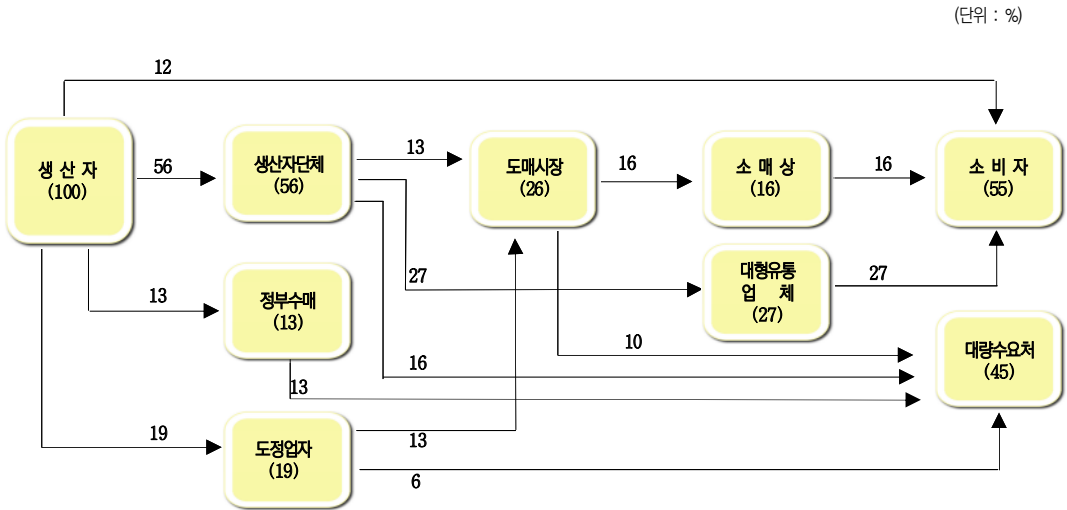 (단위 : %)
12
생 산 자
(100)
56
생산자단체
(56)
13
도매시장
(26)
16
소 매 상
(16)
16
소 비 자
(55)
27
대형유통
업 체
(27)
27
13
정부수매
(13)
10
16
13
대량수요처
(45)
19
도정업자
(19)
13
6